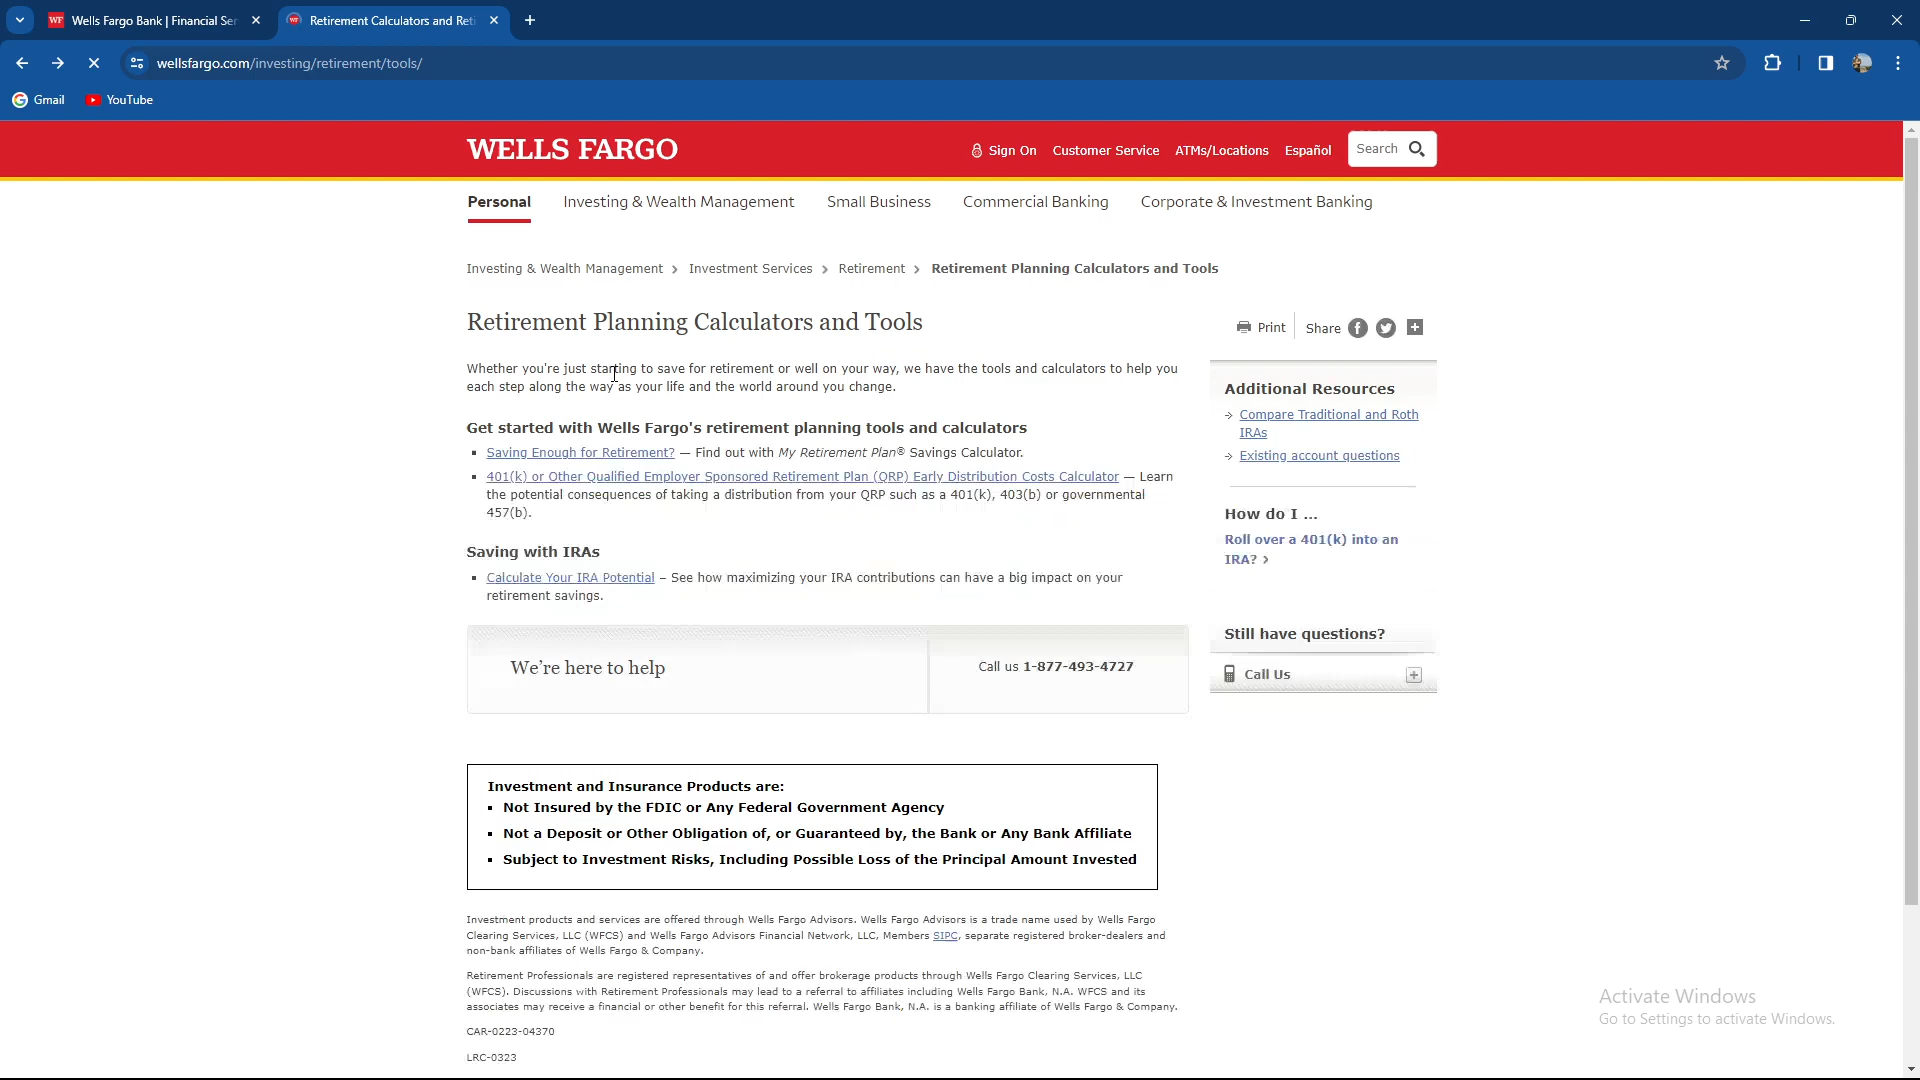 Wells Fargo Bank | Financial Ser
Retirement Calculators and Reti
wellsfargo.com/investing/retirement/tools/
Gmail
YouTube
WELLS FARGO
Sign On
Customer Service
ATMs/Locations
Español
Search
Personal
Investing & Wealth Management
Small Business
Commercial Banking
Corporate & Investment Banking
Investing & Wealth Management > Investment Services > Retirement > Retirement Planning Calculators and Tools
Retirement Planning Calculators and Tools
Print
Share
Whether you're just starting to save for retirement or well on your way, we have the tools and calculators to help you
each step along the way as your life and the world around you change.
Get started with Wells Fargo's retirement planning tools and calculators
Saving Enough for Retirement? — Find out with My Retirement Plan® Savings Calculator.
401(k) or Other Qualified Employer Sponsored Retirement Plan (QRP) Early Distribution Costs Calculator — Learn
the potential consequences of taking a distribution from your QRP such as a 401(k), 403(b) or governmental
457(b).
Saving with IRAs
Calculate Your IRA Potential – See how maximizing your IRA contributions can have a big impact on your
retirement savings.
We're here to help
Call us 1-877-493-4727
Additional Resources
Compare Traditional and Roth
IRAs
Existing account questions
How do I ...
Roll over a 401(k) into an
IRA? >
Still have questions?
Call Us
Investment and Insurance Products are:
Not Insured by the FDIC or Any Federal Government Agency
Not a Deposit or Other Obligation of, or Guaranteed by, the Bank or Any Bank Affiliate
Subject to Investment Risks, Including Possible Loss of the Principal Amount Invested
Investment products and services are offered through Wells Fargo Advisors. Wells Fargo Advisors is a trade name used by Wells Fargo
Clearing Services, LLC (WFCS) and Wells Fargo Advisors Financial Network, LLC, Members SIPC, separate registered broker-dealers and
non-bank affiliates of Wells Fargo & Company.
Retirement Professionals are registered representatives of and offer brokerage products through Wells Fargo Clearing Services, LLC
(WFCS). Discussions with Retirement Professionals may lead to a referral to affiliates including Wells Fargo Bank, N.A. WFCS and its
associates may receive a financial or other benefit for this referral. Wells Fargo Bank, N.A. is a banking affiliate of Wells Fargo & Company.
CAR-0223-04370
LRC-0323
Activate Windows
Go to Settings to activate Windows.